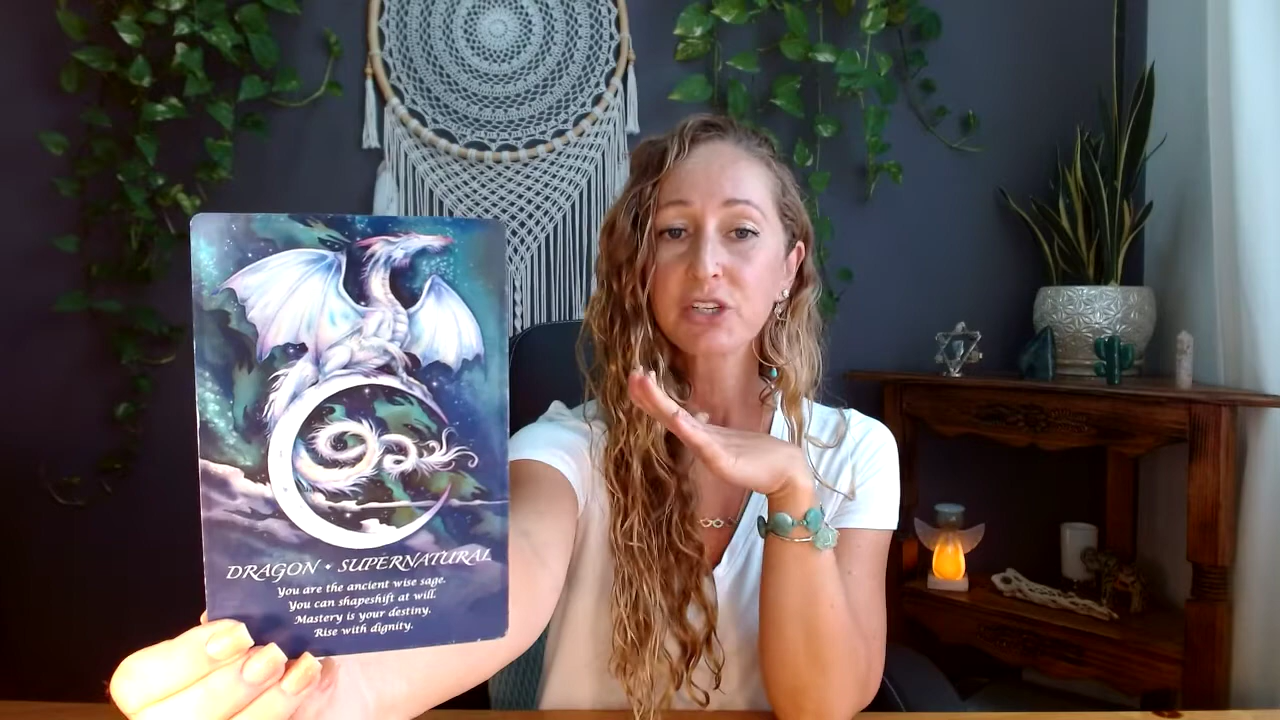 DRAGON • SUPERNATURAL
You are the ancient wise sage.
You can shapeshift at will.
Mastery is your destiny.
Rise with dignity.